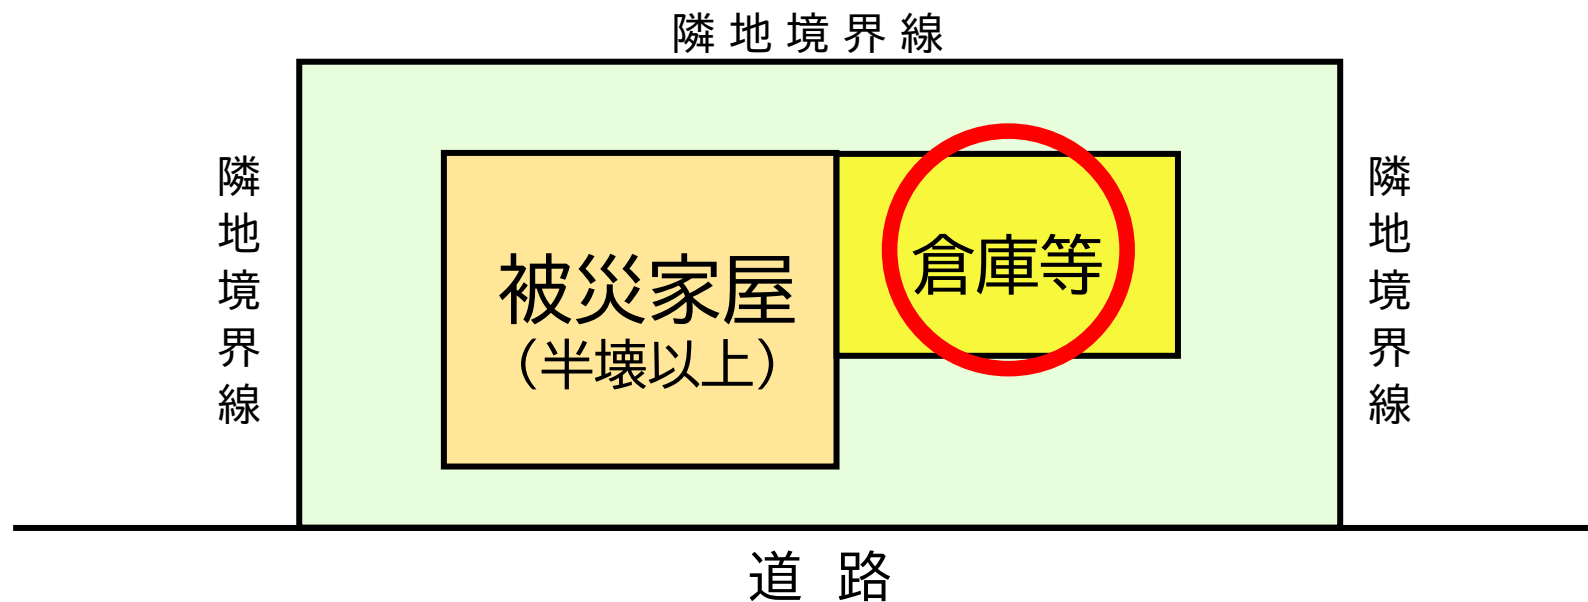 隣地境界線
隣地境界線
被災家屋
（半壊以上）
倉庫等
隣地境界線
道路